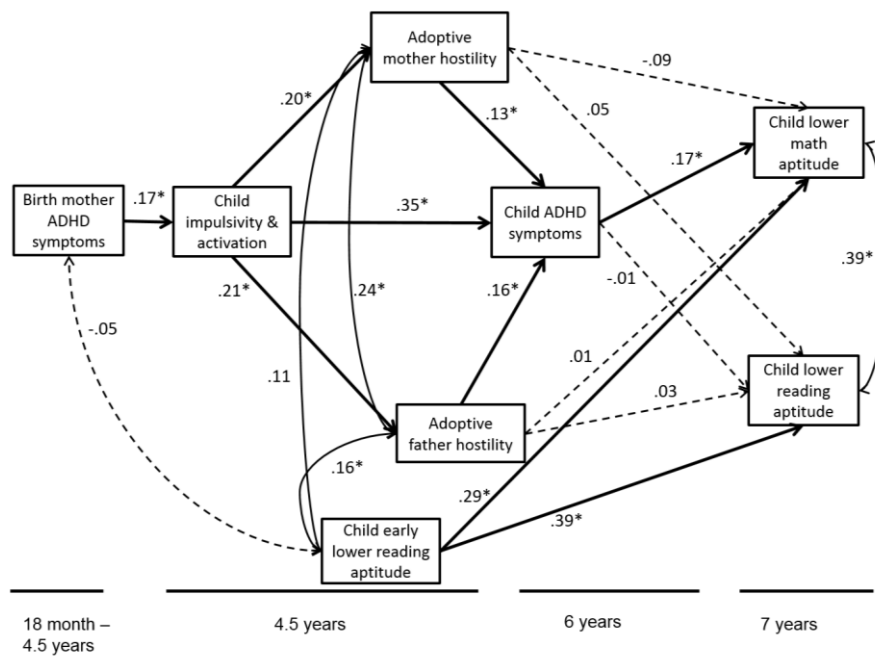 Adoptive
mother hostility
-.09
.20*
.05
Child lower
math
aptitude
.13*
.17*
.17*
Birth mother
ADHD
symptoms
Child
impulsivity &
activation
.35*
Child ADHD
symptoms
.39*
.21*
.24*
.16*
-.01
-.05
.11
.01
Child lower
reading
aptitude
.03
Adoptive
father hostility
.16*
.29*
.39*
Child early
lower reading
aptitude
18 month –
4.5 years
4.5 years
6 years
7 years